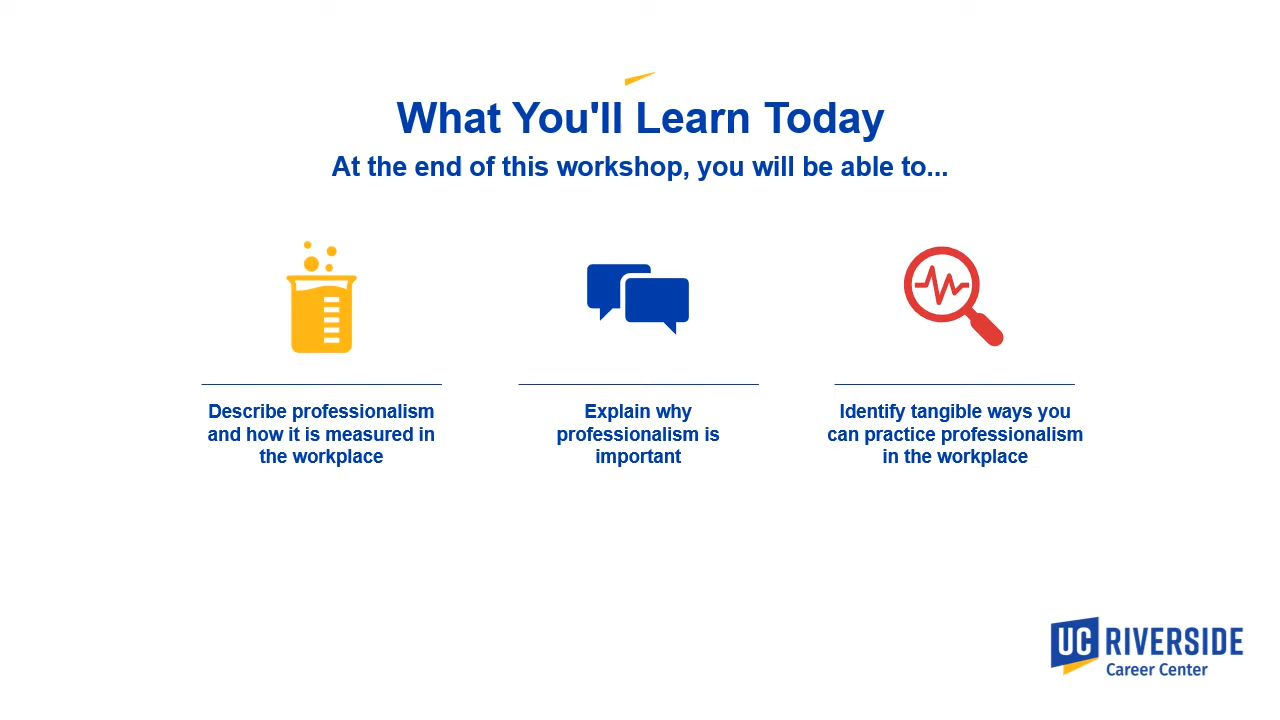 What You'll Learn Today
At the end of this workshop, you will be able to...
Describe professionalism
and how it is measured in
the workplace
Explain why
professionalism is
important
Identify tangible ways you
can practice professionalism
in the workplace
UC RIVERSIDE
Career Center